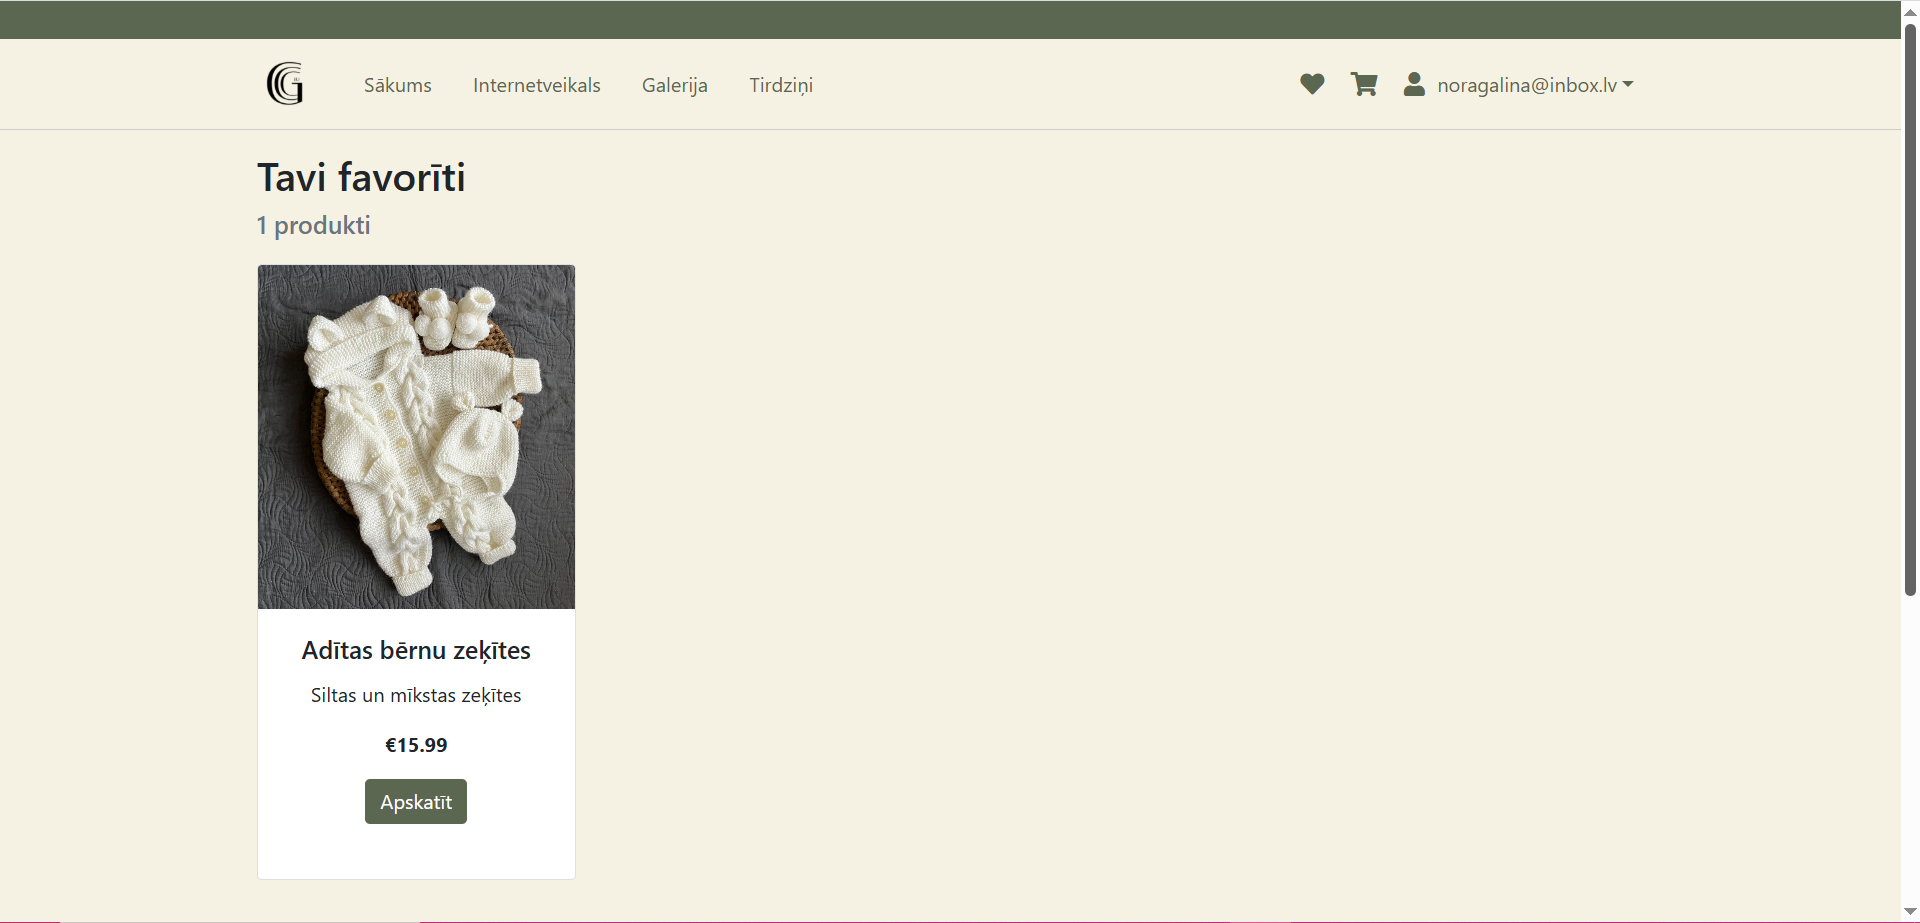 Sākums Internetveikals Galerija Tirdziņi noragalina@inbox.lv
Tavi favorīti
1 produkti
Adītas bērnu zeķītes
Siltas un mīkstas zeķītes
€15.99
Apskatīt